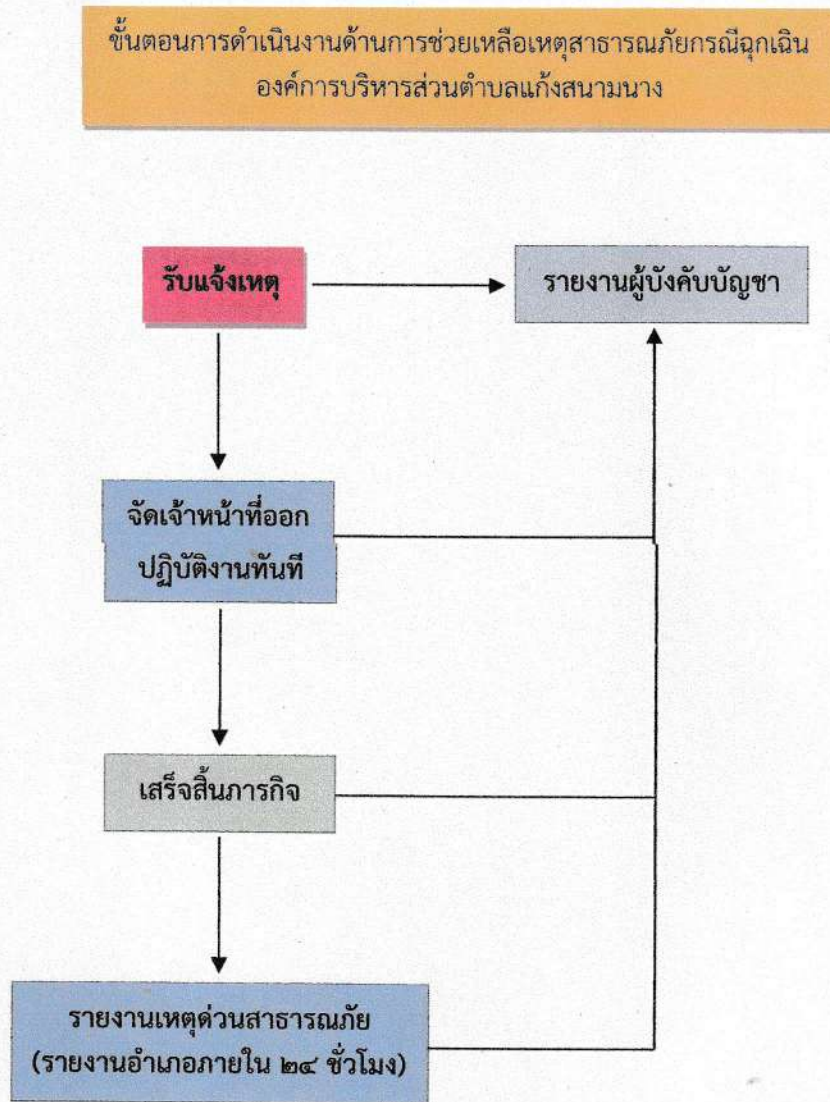 ขั้นตอนการดำเนินงานด้านการช่วยเหลือเหตุสาธารณภัยกรณีฉุกเฉิน
องค์การบริหารส่วนตำบลแก้งสนามนาง
รับแจ้งเหตุ
รายงานผู้บังคับบัญชา
จัดเจ้าหน้าที่ออก
ปฏิบัติงานทันที
เสร็จสิ้นภารกิจ
รายงานเหตุด่วนสาธารณภัย
(รายงานอำเภอภายใน ๒๔ ชั่วโมง)